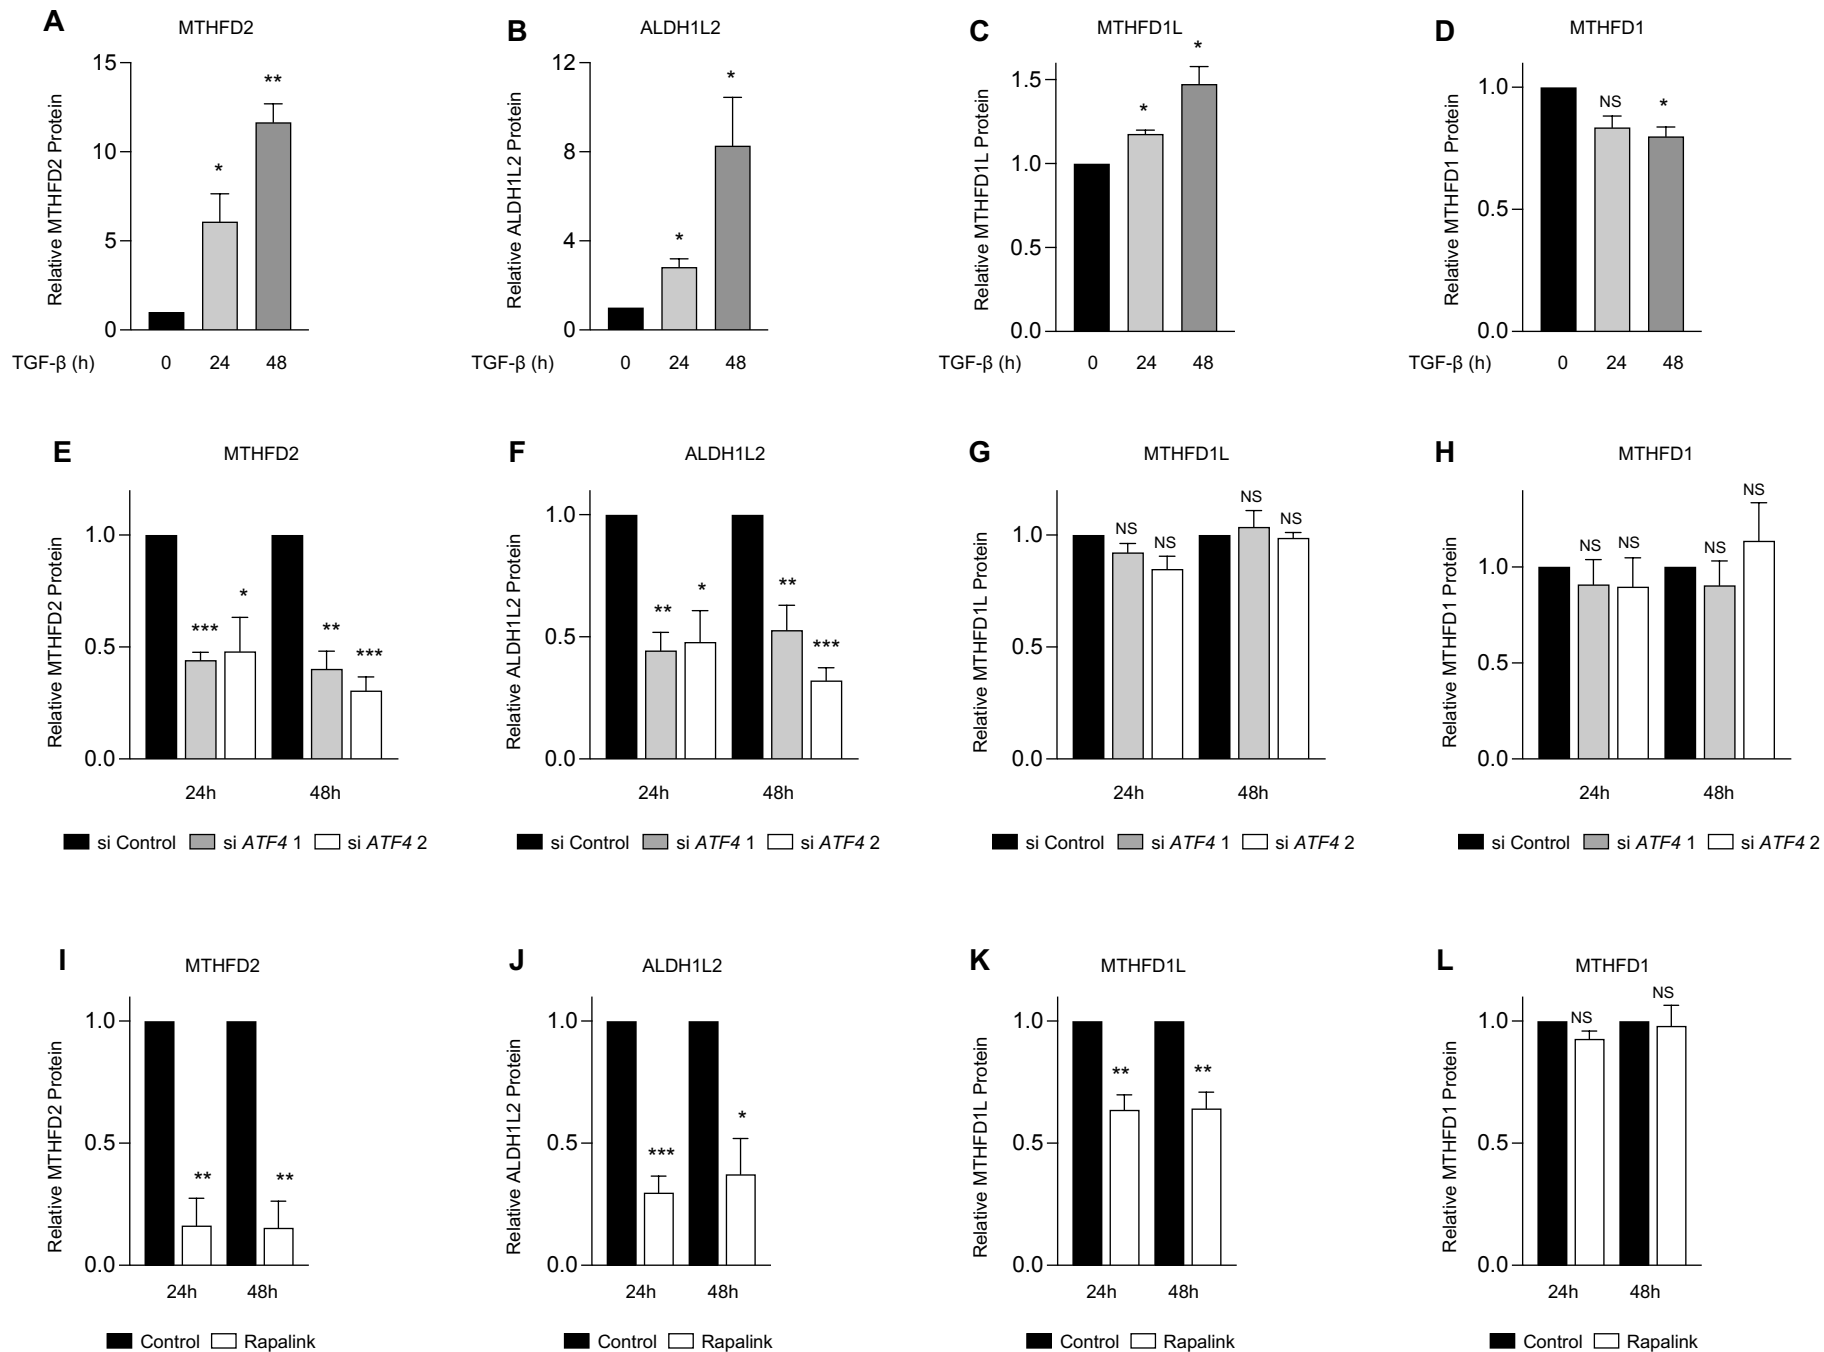 A
MTHFD2
Relative MTHFD2 Protein
15
10
5
0
*
**
TGF-β (h)
0 24 48
B
ALDH1L2
Relative ALDH1L2 Protein
12
8
4
0
*
*
TGF-β (h)
0 24 48
C
MTHFD1L
Relative MTHFD1L Protein
1.5
1.0
0.5
0.0
*
*
TGF-β (h)
0 24 48
D
MTHFD1
Relative MTHFD1 Protein
1.0
0.5
0.0
NS
*
TGF-β (h)
0 24 48
E
MTHFD2
Relative MTHFD2 Protein
1.0
0.5
0.0
***
*
**
***
24h 48h
si Control si ATF4 1 si ATF4 2
F
ALDH1L2
Relative ALDH1L2 Protein
1.0
0.5
0.0
**
*
**
***
24h 48h
si Control si ATF4 1 si ATF4 2
G
MTHFD1L
Relative MTHFD1L Protein
1.0
0.5
0.0
NS
NS
NS
NS
24h 48h
si Control si ATF4 1 si ATF4 2
H
MTHFD1
Relative MTHFD1 Protein
1.0
0.5
0.0
NS
NS
NS
NS
24h 48h
si Control si ATF4 1 si ATF4 2
I
MTHFD2
Relative MTHFD2 Protein
1.0
0.5
0.0
**
**
24h 48h
Control Rapalink
J
ALDH1L2
Relative ALDH1L2 Protein
1.0
0.5
0.0
***
*
24h 48h
Control Rapalink
K
MTHFD1L
Relative MTHFD1L Protein
1.0
0.5
0.0
**
**
24h 48h
Control Rapalink
L
MTHFD1
Relative MTHFD1 Protein
1.0
0.5
0.0
NS
NS
24h 48h
Control Rapalink